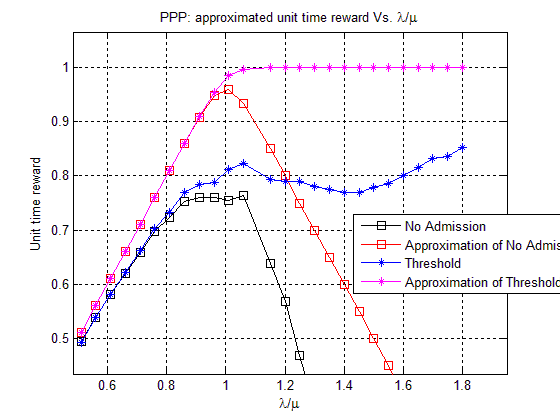 PPP: approximated unit time reward Vs. λ/μ
Unit time reward
1
0.9
0.8
0.7
0.6
0.5
No Admission
Approximation of No Admis
Threshold
Approximation of Threshold
0.6 0.8 1 1.2 1.4 1.6 1.8
λ/μ